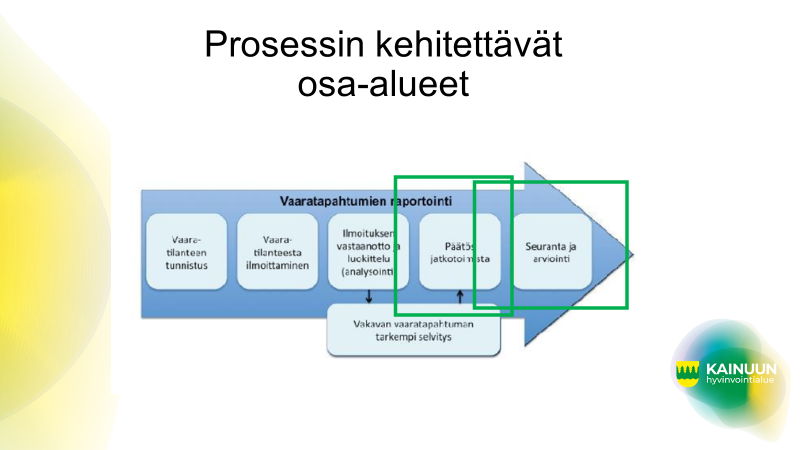 Prosessin kehitettävät
osa-alueet
Vaaratapahtumien raportointi
Vaara-
tilanteen
tunnistus
Vaara-
tilanteesta
ilmoittaminen
Ilmoituksen
vastaanotto ja
luokittelu
(analysointi)
Päätös
jatkotoimista
Seuranta ja
arviointi
Vakavan vaaratapahtuman
tarkempi selvitys
KAINUUN
hyvinvointialue